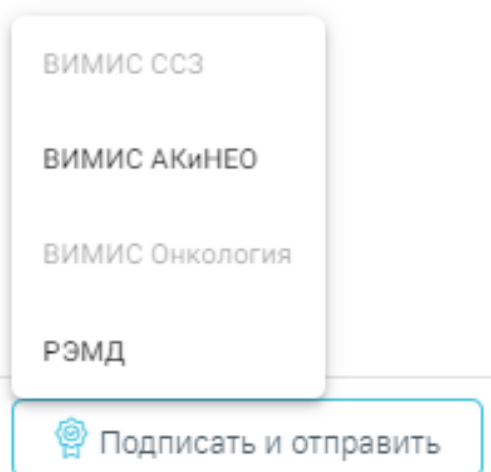 ВИМИС ССЗ
ВИМИС АКиНЕО
ВИМИС Онкология
РЭМД
Подписать и отправить